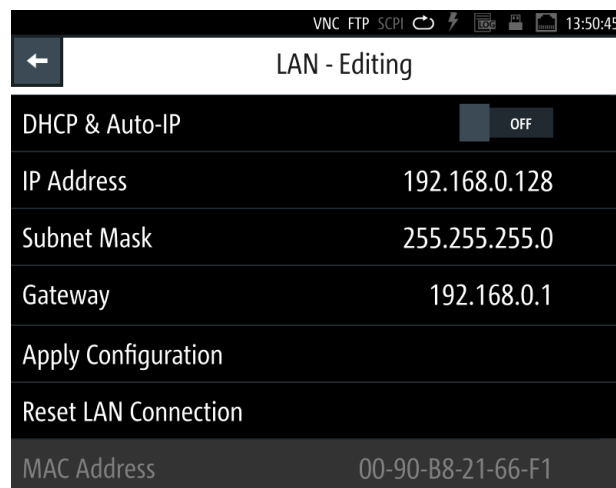 VNC FTP SCPI LOG 13:50:45
LAN - Editing
DHCP & Auto-IP OFF
IP Address 192.168.0.128
Subnet Mask 255.255.255.0
Gateway 192.168.0.1
Apply Configuration
Reset LAN Connection
MAC Address 00-90-B8-21-66-F1